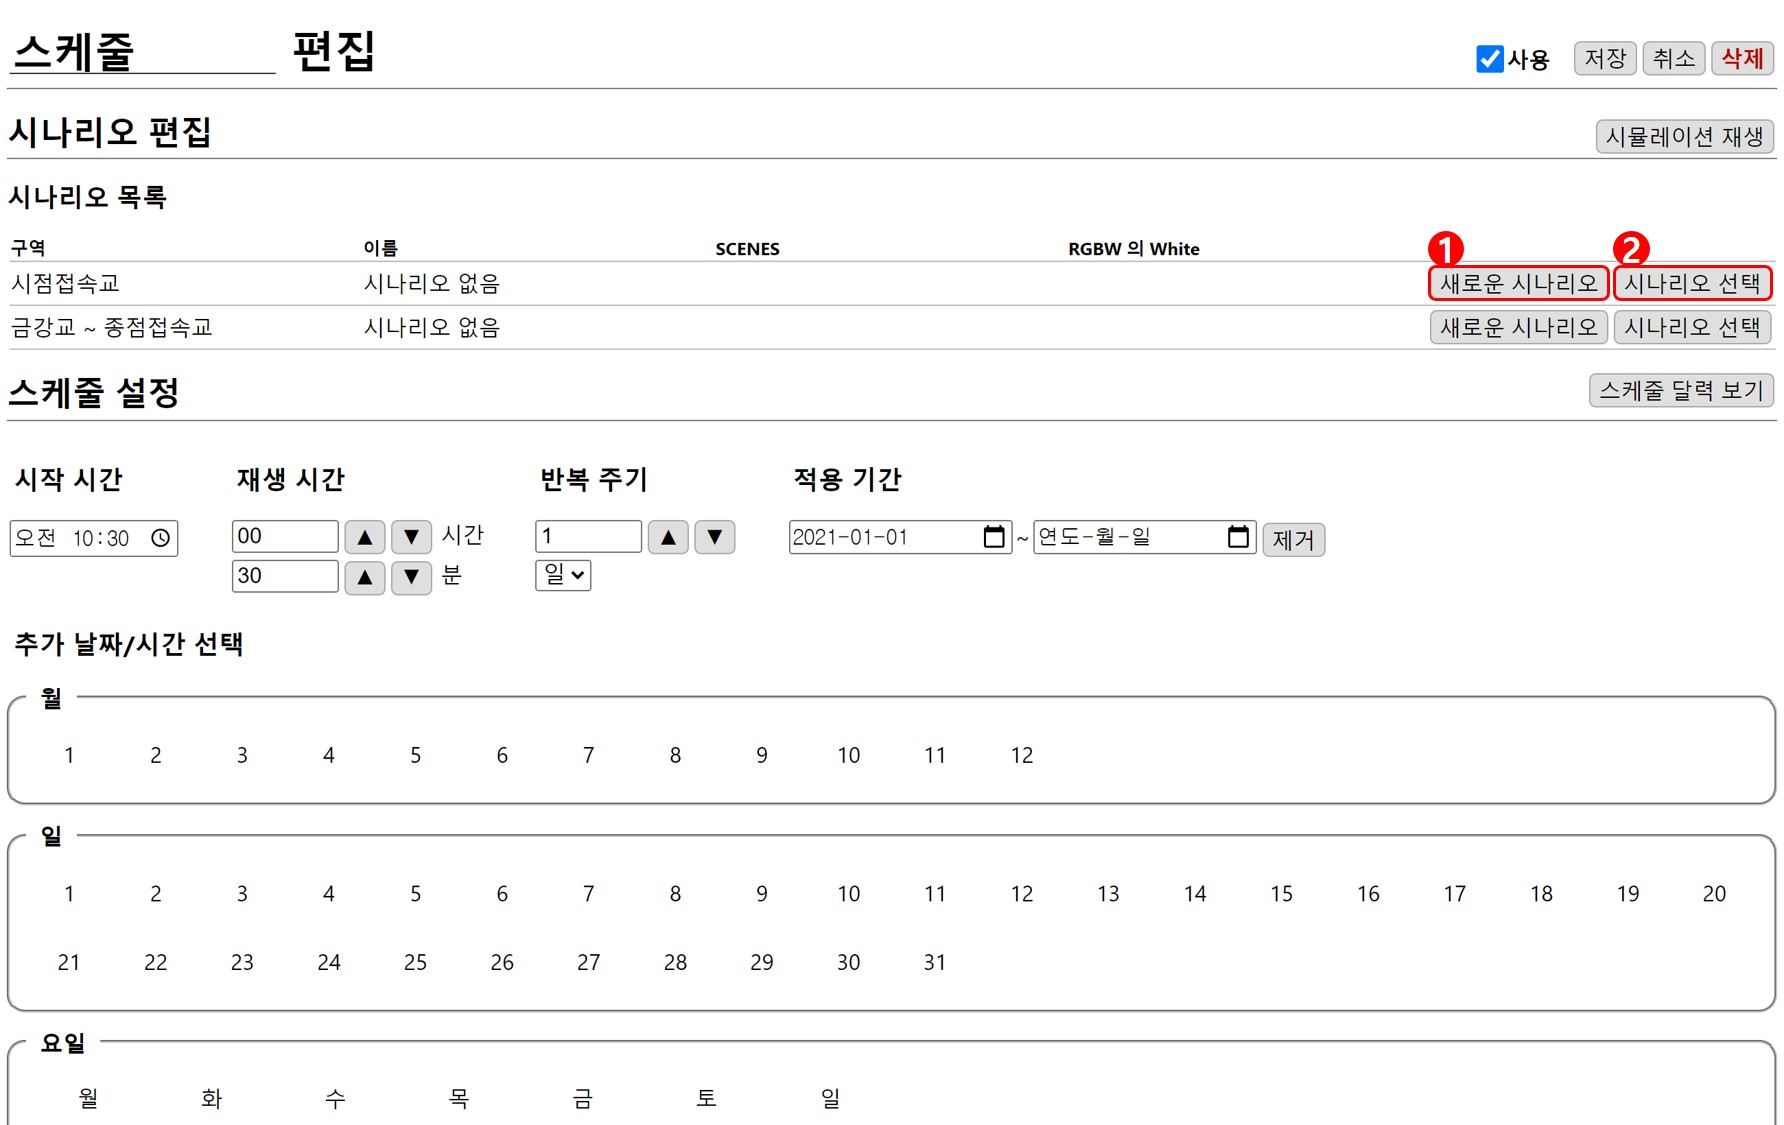 스케줄 편집
사용 저장 취소 삭제
시나리오 편집 시뮬레이션 재생
시나리오 목록
구역 이름 SCENES RGBW 의 White 1 2
시점접속교 시나리오 없음 새로운 시나리오 시나리오 선택
금강교 ~ 종점접속교 시나리오 없음 새로운 시나리오 시나리오 선택
스케줄 설정 스케줄 달력 보기
시작 시간 재생 시간 반복 주기 적용 기간
오전 10:30 00 ▲ ▼ 시간 1 ▲ ▼ 2021-01-01 ~ 연도-월-일 제거
30 ▲ ▼ 분 일
추가 날짜/시간 선택
월
1 2 3 4 5 6 7 8 9 10 11 12
일
1 2 3 4 5 6 7 8 9 10 11 12 13 14 15 16 17 18 19 20
21 22 23 24 25 26 27 28 29 30 31
요일
월 화 수 목 금 토 일